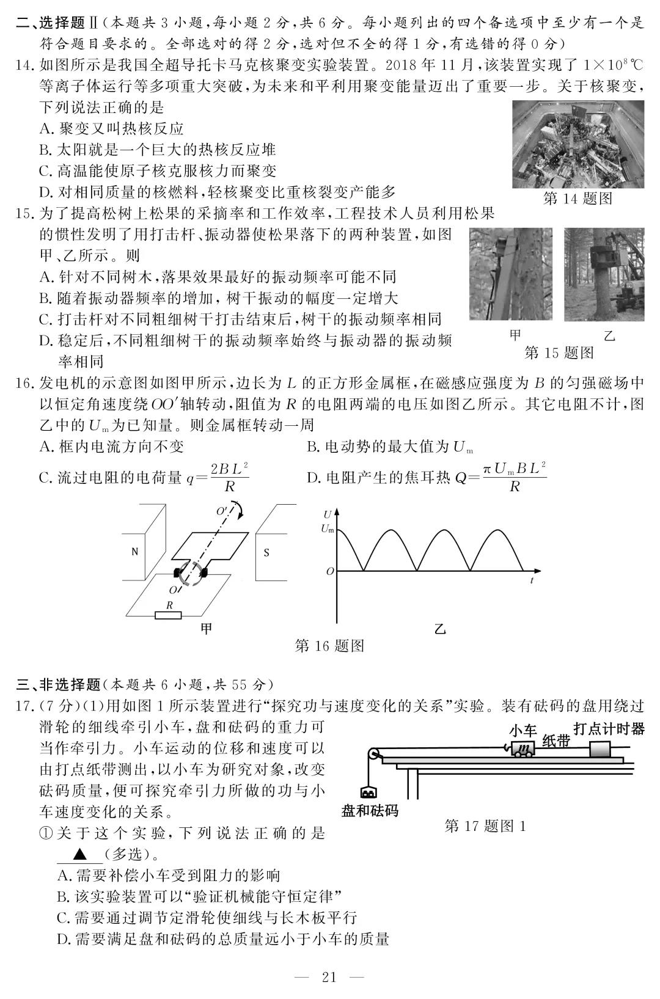 二、选择题Ⅱ(本题共3小题,每小题2分,共6分。每小题列出的四个备选项中至少有一个是
符合题目要求的。全部选对的得2分,选对但不全的得1分,有选错的得0分)
14.如图所示是我国全超导托卡马克核聚变实验装置。2018年11月,该装置实现了1×10⁸℃
等离子体运行等多项重大突破,为未来和平利用聚变能量迈出了重要一步。关于核聚变,
下列说法正确的是
A.聚变又叫热核反应
B.太阳就是一个巨大的热核反应堆
C.高温能使原子核克服核力而聚变
D.对相同质量的核燃料,轻核聚变比重核裂变产能多
第14题图
15.为了提高松树上松果的采摘率和工作效率,工程技术人员利用松果
的惯性发明了用打击杆、振动器使松果落下的两种装置,如图
甲、乙所示。则
A.针对不同树木,落果效果最好的振动频率可能不同
B.随着振动器频率的增加,树干振动的幅度一定增大
C.打击杆对不同粗细树干打击结束后,树干的振动频率相同
D.稳定后,不同粗细树干的振动频率始终与振动器的振动频
率相同
甲 乙
第15题图
16.发电机的示意图如图甲所示,边长为L的正方形金属框,在磁感应强度为B的匀强磁场中
以恒定角速度绕OO′轴转动,阻值为R的电阻两端的电压如图乙所示。其它电阻不计,图
乙中的Uₘ为已知量。则金属框转动一周
A.框内电流方向不变 B.电动势的最大值为Uₘ
C.流过电阻的电荷量q=2BL²/R D.电阻产生的焦耳热Q=πUₘBL²/R
O′
N
S
O
R
甲
U
Um
O
t
乙
第16题图
三、非选择题(本题共6小题,共55分)
17.(7分)(1)用如图1所示装置进行“探究功与速度变化的关系”实验。装有砝码的盘用绕过
滑轮的细线牵引小车,盘和砝码的重力可
当作牵引力。小车运动的位移和速度可以
由打点纸带测出,以小车为研究对象,改变
砝码质量,便可探究牵引力所做的功与小
车速度变化的关系。
小车 纸带 打点计时器
m
盘和砝码
第17题图1
①关于这个实验,下列说法正确的是
▲(多选)。
A.需要补偿小车受到阻力的影响
B.该实验装置可以“验证机械能守恒定律”
C.需要通过调节定滑轮使细线与长木板平行
D.需要满足盘和砝码的总质量远小于小车的质量
— 21 —